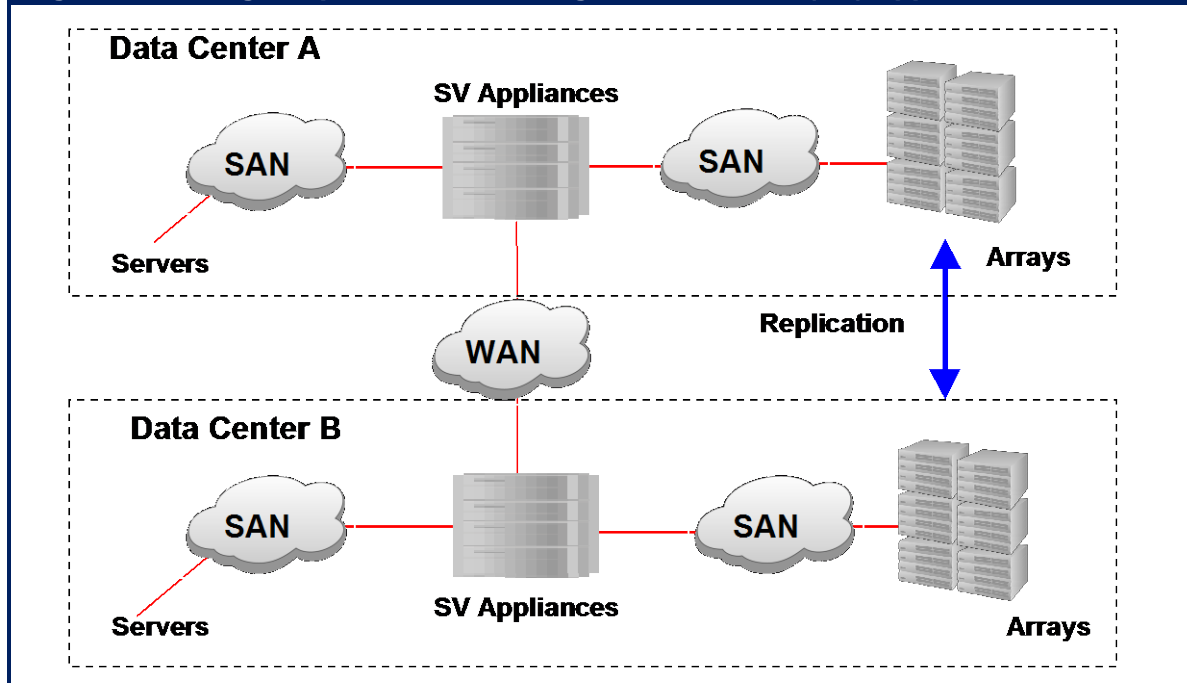 Data Center A
SV Appliances
SAN
SAN
Servers
Arrays
Replication
WAN
Data Center B
SAN
SAN
SV Appliances
Servers
Arrays